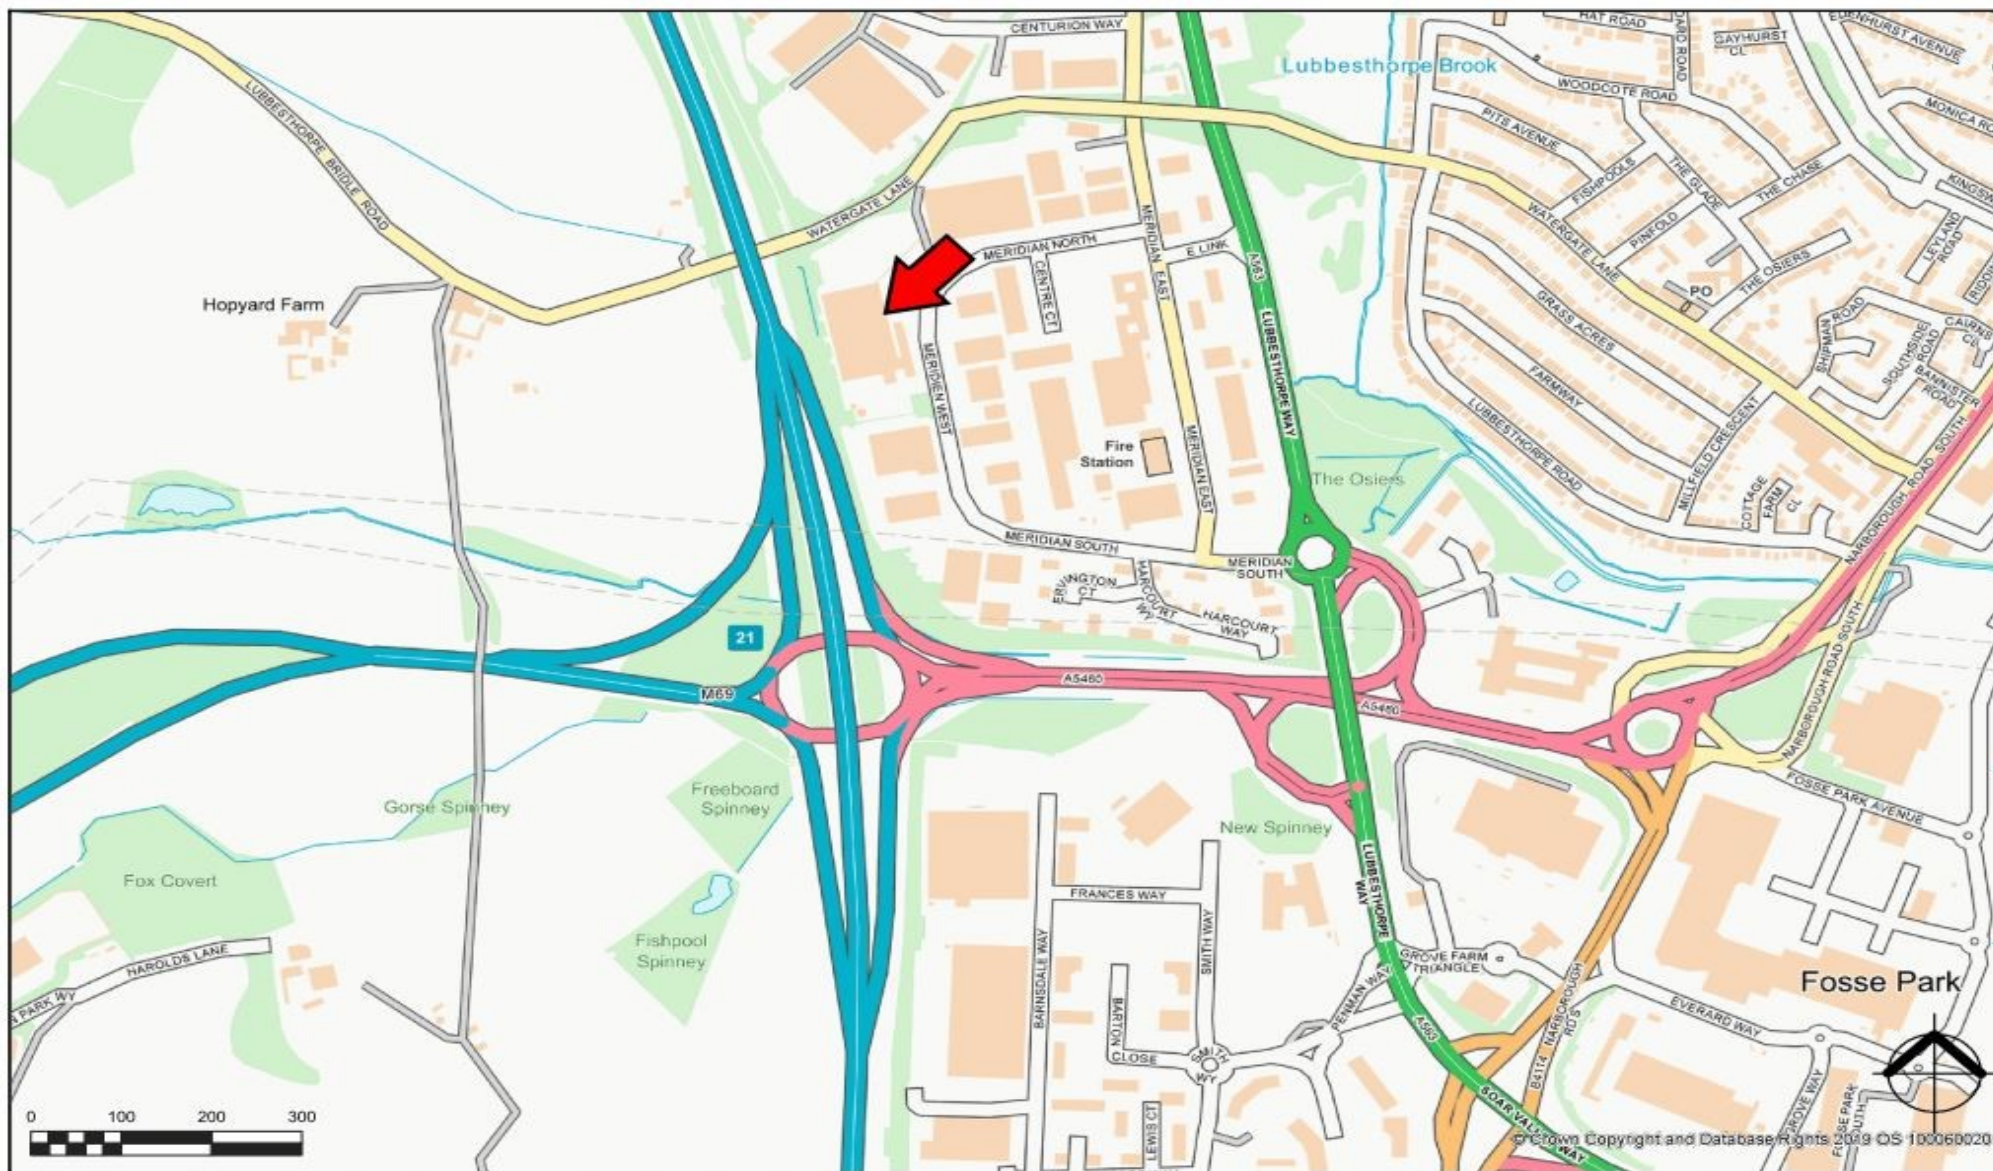 CENTURION WAY
HAT ROAD
GAYHURST
CL
EDENHURST AVENUE
Lubbesthorpe Brook
WOODCOTE ROAD
MONICA RO
LUBBESTHORPE BRIDLE ROAD
PITS AVENUE
FISHPOOLS
THE GLADE
THE CHASE
KINGSW
WATERGATE LANE
WATERGATE LANE
PINFOLD
LEYLAND
ROAD
MERIDIAN NORTH
MERIDIAN EAST
E LINK
A563
THE OSIERS
RIDDIN
CENTRE CT
Hopyard Farm
PO
GRASS ACRES
SHIPMAN ROAD
SOUTHSIDE
ROAD
CAIRNS
CL
LUBBESTHORPE WAY
MERIDIEN WEST
FARMWAY
BANNISTER
ROAD
LUBBESTHORPE ROAD
MILLFIELD CRESCENT
Fire
Station
MERIDIAN EAST
The Osiers
COTTAGE
FARM
CL
NARBOROUGH ROAD SOUTH
MERIDIAN SOUTH
MERIDIAN
SOUTH
ERVINGTON
CT
HARCOURT
WY
HARCOURT
WAY
21
NARBOROUGH ROAD SOUTH
M69
A5460
A5460
Freeboard
Spinney
Gorse Spinney
New Spinney
FOSSE PARK AVENUE
LUBBESTHORPE
WAY
Fox Covert
FRANCES WAY
BARNSDALE WAY
SMITH WAY
Fishpool
Spinney
HAROLDS LANE
GROVE FARM
TRIANGLE
PENMAN WAY
Fosse Park
N PARK WY
BARTON
CLOSE
A563
B4114 NARBOROUGH
RD S
EVERARD WAY
SMITH
WY
0 100 200 300
LEWIS CT
SOAR VALLEY WAY
GROVE WAY
FOSSE PARK
SOUTH
© Crown Copyright and Database Rights 2019 OS 100060020